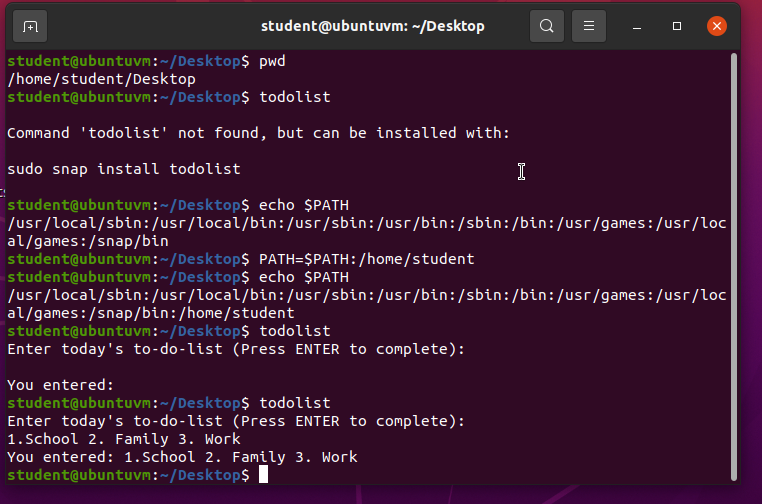 student@ubuntuvm: ~/Desktop
student@ubuntuvm:~/Desktop$ pwd
/home/student/Desktop
student@ubuntuvm:~/Desktop$ todolist
Command 'todolist' not found, but can be installed with:
sudo snap install todolist
student@ubuntuvm:~/Desktop$ echo $PATH
/usr/local/sbin:/usr/local/bin:/usr/sbin:/usr/bin:/sbin:/bin:/usr/games:/usr/loc
al/games:/snap/bin
student@ubuntuvm:~/Desktop$ PATH=$PATH:/home/student
student@ubuntuvm:~/Desktop$ echo $PATH
/usr/local/sbin:/usr/local/bin:/usr/sbin:/usr/bin:/sbin:/bin:/usr/games:/usr/loc
al/games:/snap/bin:/home/student
student@ubuntuvm:~/Desktop$ todolist
Enter today's to-do-list (Press ENTER to complete):
You entered:
student@ubuntuvm:~/Desktop$ todolist
Enter today's to-do-list (Press ENTER to complete):
1.School 2. Family 3. Work
You entered: 1.School 2. Family 3. Work
student@ubuntuvm:~/Desktop$